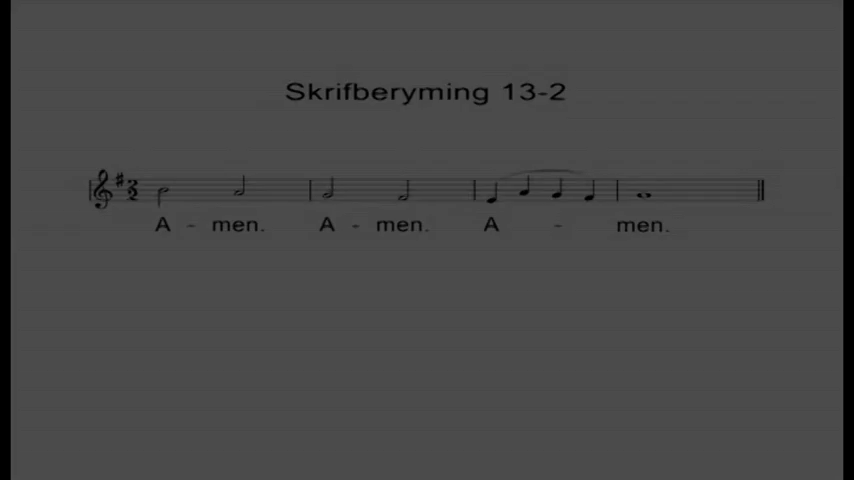 Skrifberyming 13-2
A - men. A - men. A - men.